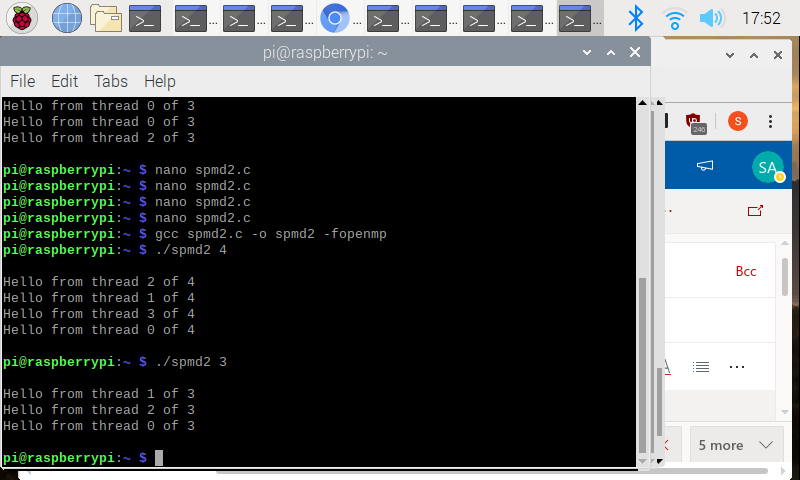 ... ... ... ... ... ... ... ... 17:52
pi@raspberrypi: ~
File Edit Tabs Help
Hello from thread 0 of 3
Hello from thread 0 of 3
Hello from thread 2 of 3
pi@raspberrypi:~ $ nano spmd2.c
pi@raspberrypi:~ $ nano spmd2.c
pi@raspberrypi:~ $ nano spmd2.c
pi@raspberrypi:~ $ nano spmd2.c
pi@raspberrypi:~ $ gcc spmd2.c -o spmd2 -fopenmp
pi@raspberrypi:~ $ ./spmd2 4
Hello from thread 2 of 4
Hello from thread 1 of 4
Hello from thread 3 of 4
Hello from thread 0 of 4
pi@raspberrypi:~ $ ./spmd2 3
Hello from thread 1 of 3
Hello from thread 2 of 3
Hello from thread 0 of 3
pi@raspberrypi:~ $
246
S
SA
Bcc
A
5 more